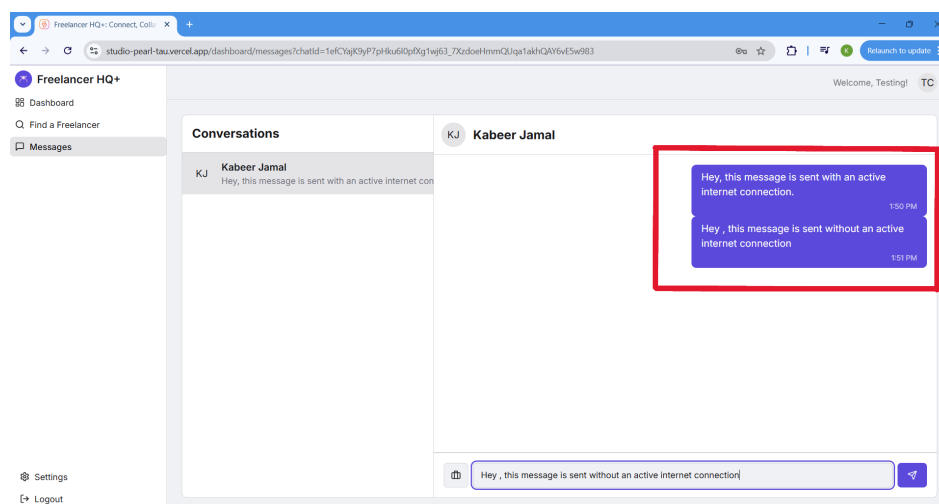 Freelancer HQ+: Connect, Colla
studio-pearl-tau.vercel.app/dashboard/messages?chatId=1efCYajK9yP7pHku6I0pfXg1wj63_7XzdoeHmmQUqa1akhQAY6vE5w983
K
Relaunch to update
Freelancer HQ+
Welcome, Testing!
TC
Dashboard
Find a Freelancer
Messages
Conversations
KJ
Kabeer Jamal
Hey, this message is sent with an active internet con
KJ
Kabeer Jamal
Hey, this message is sent with an active
internet connection.
1:50 PM
Hey , this message is sent without an active
internet connection
1:51 PM
Hey , this message is sent without an active internet connection
Settings
Logout